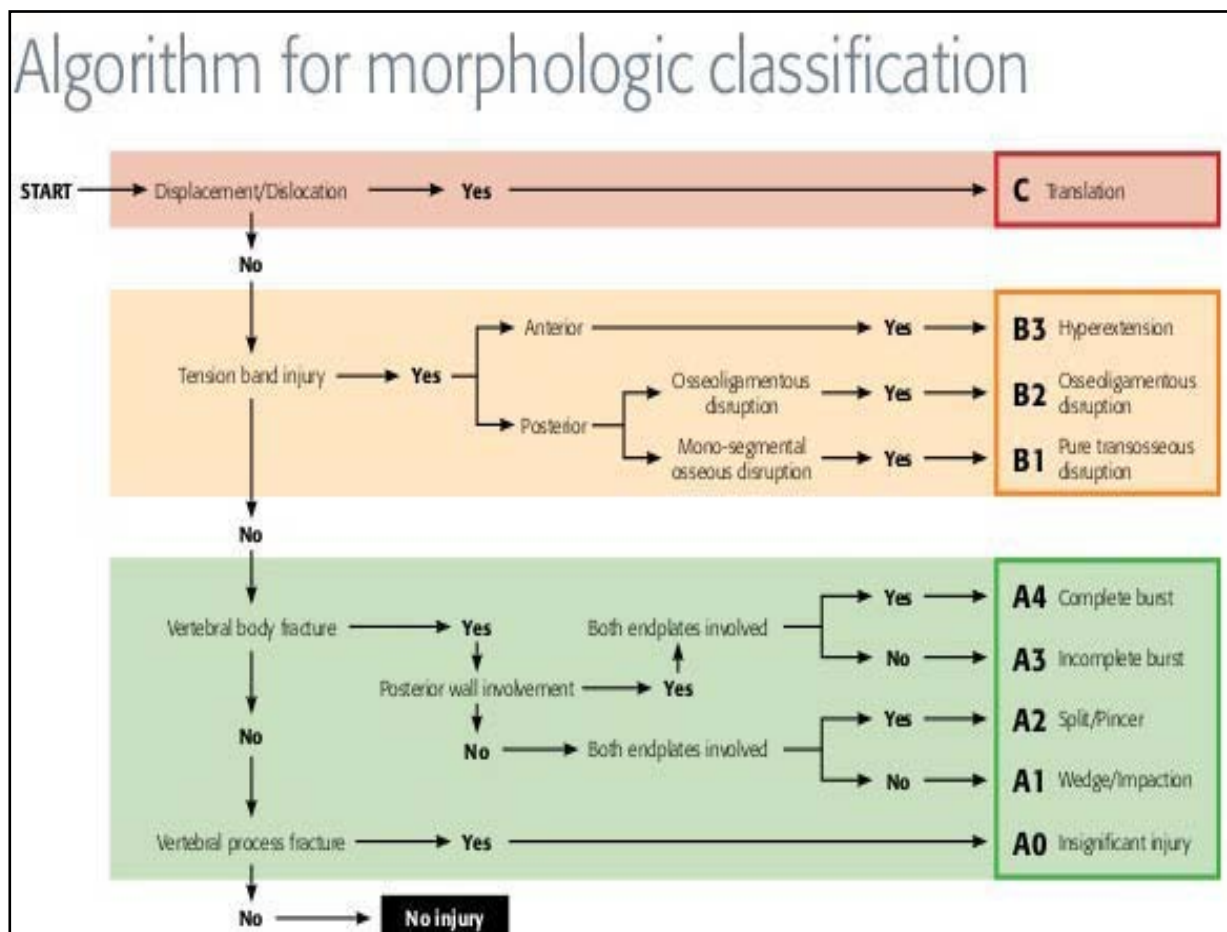 Algorithm for morphologic classification
START Displacement/Dislocation Yes C Translation
No
Anterior Yes B3 Hyperextension
Tension band injury Yes
Osseoligamentous disruption Yes B2 Osseoligamentous disruption
Posterior
Mono-segmental osseous disruption Yes B1 Pure transosseous disruption
No
Yes A4 Complete burst
Vertebral body fracture Yes Both endplates involved
No A3 Incomplete burst
Posterior wall involvement Yes
Yes A2 Split/Pincer
No No Both endplates involved
No A1 Wedge/Impaction
Vertebral process fracture Yes A0 Insignificant injury
No No injury